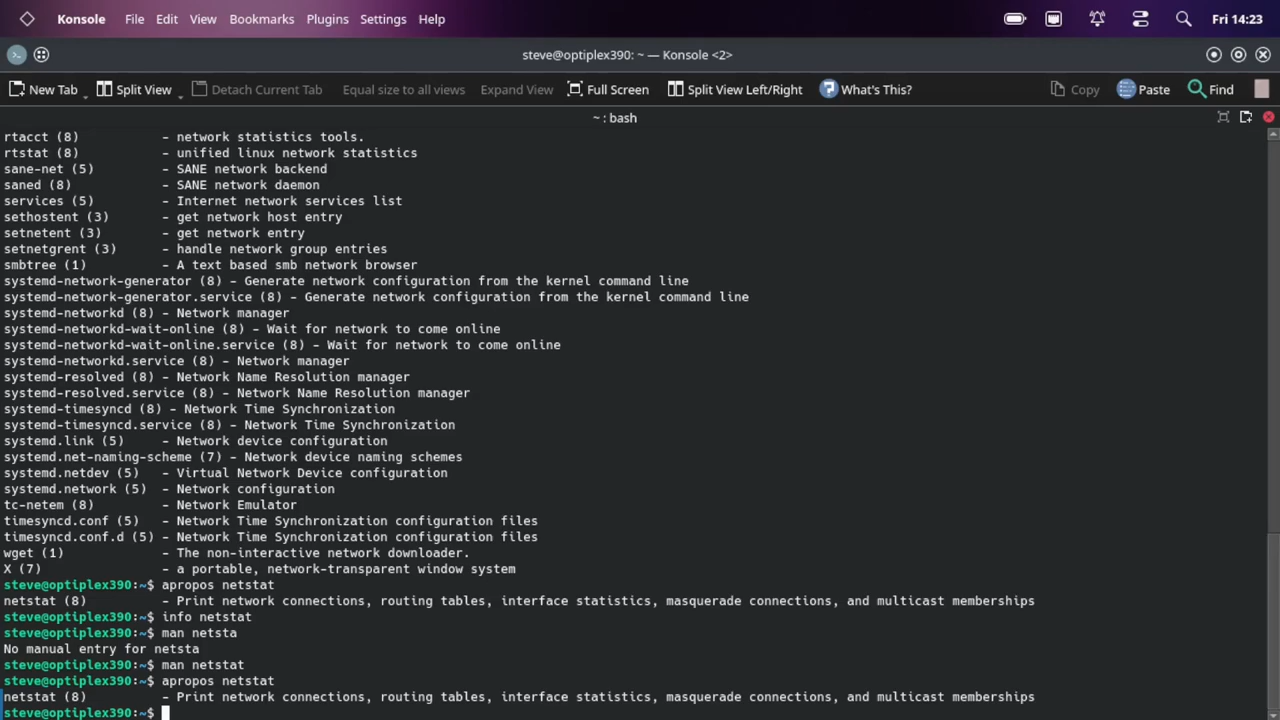 Konsole File Edit View Bookmarks Plugins Settings Help Fri 14:23
steve@optiplex390: ~ — Konsole <2>
New Tab Split View Detach Current Tab Equal size to all views Expand View Full Screen Split View Left/Right What's This? Copy Paste Find
~ : bash
rtacct (8) - network statistics tools.
rtstat (8) - unified linux network statistics
sane-net (5) - SANE network backend
saned (8) - SANE network daemon
services (5) - Internet network services list
sethostent (3) - get network host entry
setnetent (3) - get network entry
setnetgrent (3) - handle network group entries
smbtree (1) - A text based smb network browser
systemd-network-generator (8) - Generate network configuration from the kernel command line
systemd-network-generator.service (8) - Generate network configuration from the kernel command line
systemd-networkd (8) - Network manager
systemd-networkd-wait-online (8) - Wait for network to come online
systemd-networkd-wait-online.service (8) - Wait for network to come online
systemd-networkd.service (8) - Network manager
systemd-resolved (8) - Network Name Resolution manager
systemd-resolved.service (8) - Network Name Resolution manager
systemd-timesyncd (8) - Network Time Synchronization
systemd-timesyncd.service (8) - Network Time Synchronization
systemd.link (5) - Network device configuration
systemd.net-naming-scheme (7) - Network device naming schemes
systemd.netdev (5) - Virtual Network Device configuration
systemd.network (5) - Network configuration
tc-netem (8) - Network Emulator
timesyncd.conf (5) - Network Time Synchronization configuration files
timesyncd.conf.d (5) - Network Time Synchronization configuration files
wget (1) - The non-interactive network downloader.
X (7) - a portable, network-transparent window system
steve@optiplex390:~$ apropos netstat
netstat (8) - Print network connections, routing tables, interface statistics, masquerade connections, and multicast memberships
steve@optiplex390:~$ info netstat
steve@optiplex390:~$ man netsta
No manual entry for netsta
steve@optiplex390:~$ man netstat
steve@optiplex390:~$ apropos netstat
netstat (8) - Print network connections, routing tables, interface statistics, masquerade connections, and multicast memberships
steve@optiplex390:~$